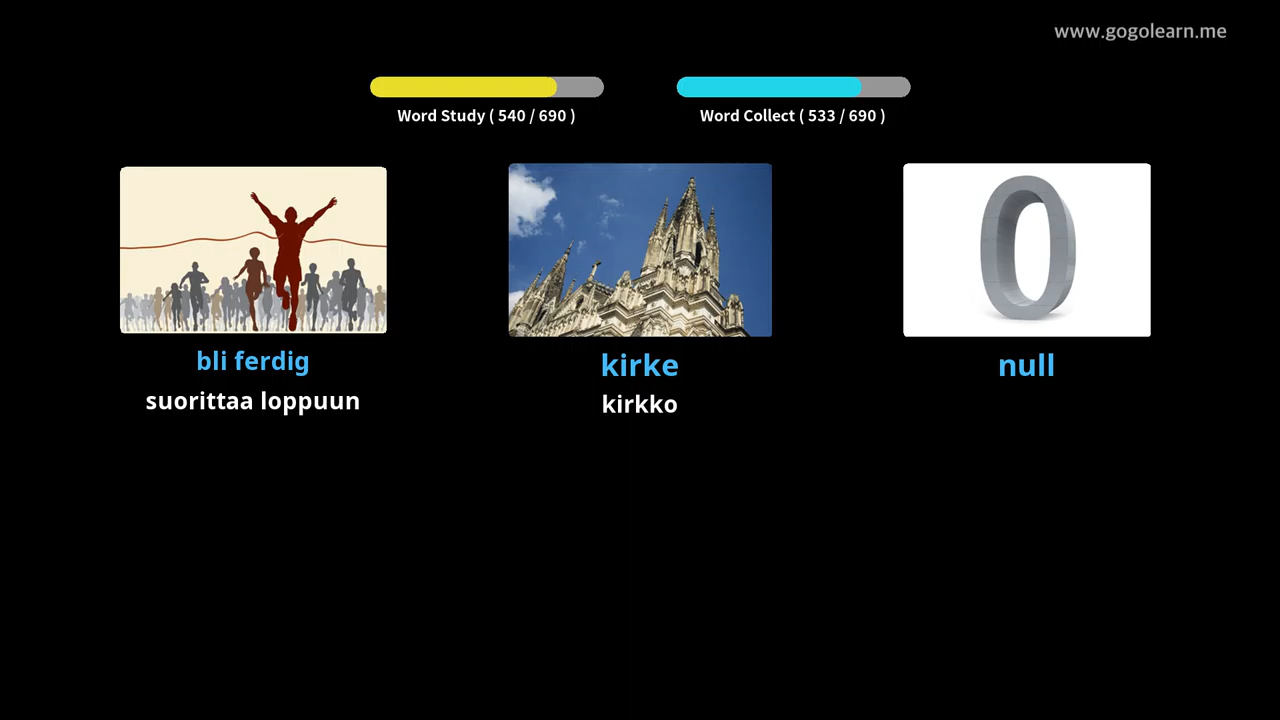 www.gogolearn.me
Word Study ( 540 / 690 )
Word Collect ( 533 / 690 )
bli ferdig
suorittaa loppuun
kirke
kirkko
null